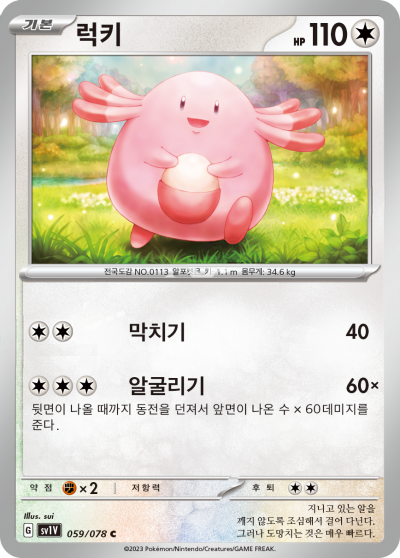 기본 럭키 HP 110
전국도감 NO.0113 알포켓몬 키: 1.1 m 몸무게: 34.6 kg
막치기 40
알굴리기 60×
뒷면이 나올 때까지 동전을 던져서 앞면이 나온 수 × 60데미지를
준다.
약점 ×2 저항력 후퇴
Illus. sui
G sv1V 059/078 C
지니고 있는 알을
깨지 않도록 조심해서 걸어 다닌다.
그러나 도망치는 것은 매우 빠르다.
©2023 Pokémon/Nintendo/Creatures/GAME FREAK.